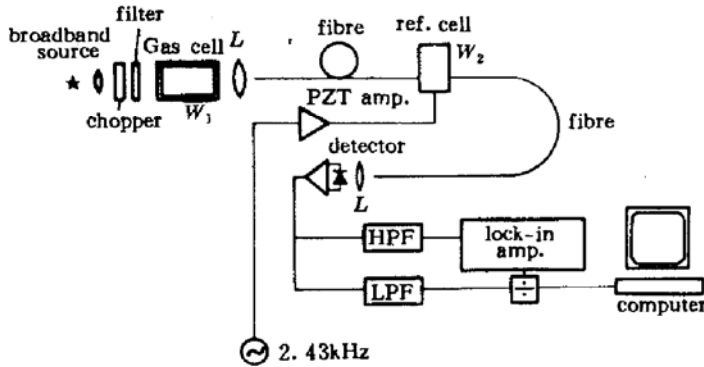 filter
broadband
source
Gas cell
L
fibre
ref. cell
W₂
chopper
W₁
PZT amp.
fibre
detector
L
HPF
lock-in
amp.
LPF
÷
computer
2. 43kHz